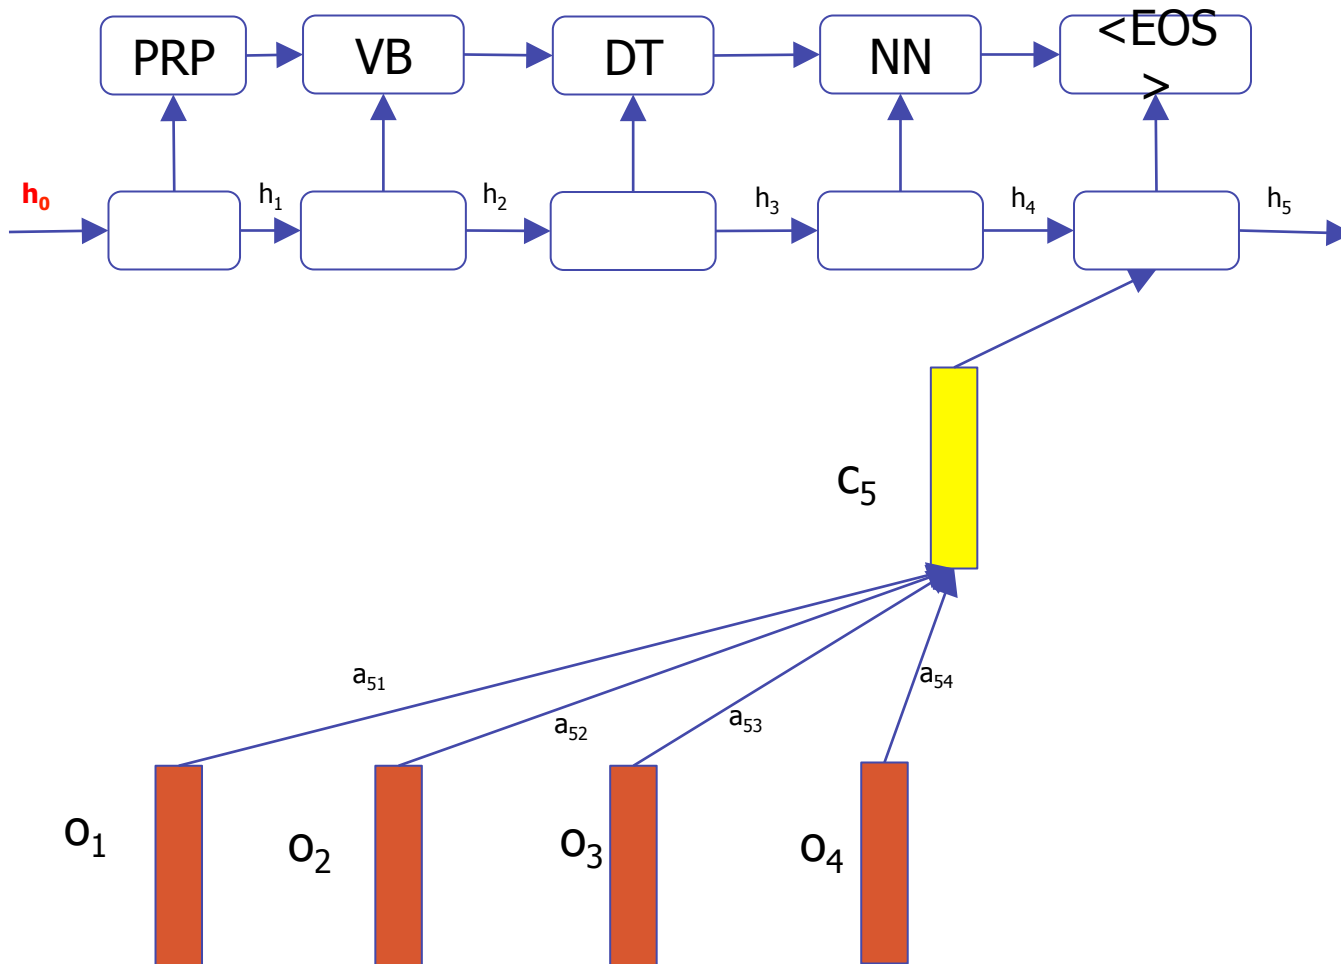 PRP VB DT NN <EOS
>
h0 h1 h2 h3 h4 h5
c5
a51 a52 a53 a54
o1 o2 o3 o4